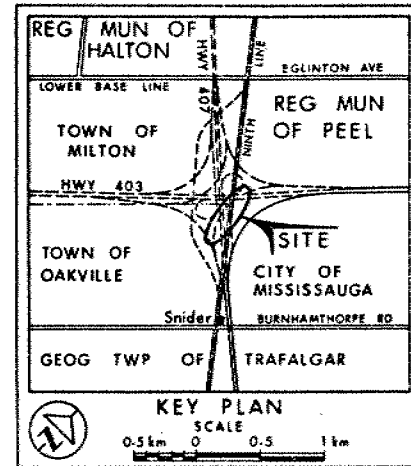 REG MUN OF
HALTON
HWY 407
NINTH LINE
EGLINTON AVE
LOWER BASE LINE
REG MUN
OF PEEL
TOWN OF
MILTON
HWY 403
SITE
TOWN OF
OAKVILLE
CITY OF
MISSISSAUGA
Snider
BURNHAMTHORPE RD
GEOG TWP OF TRAFALGAR
KEY PLAN
SCALE
0·5 km 0 0·5 1 km